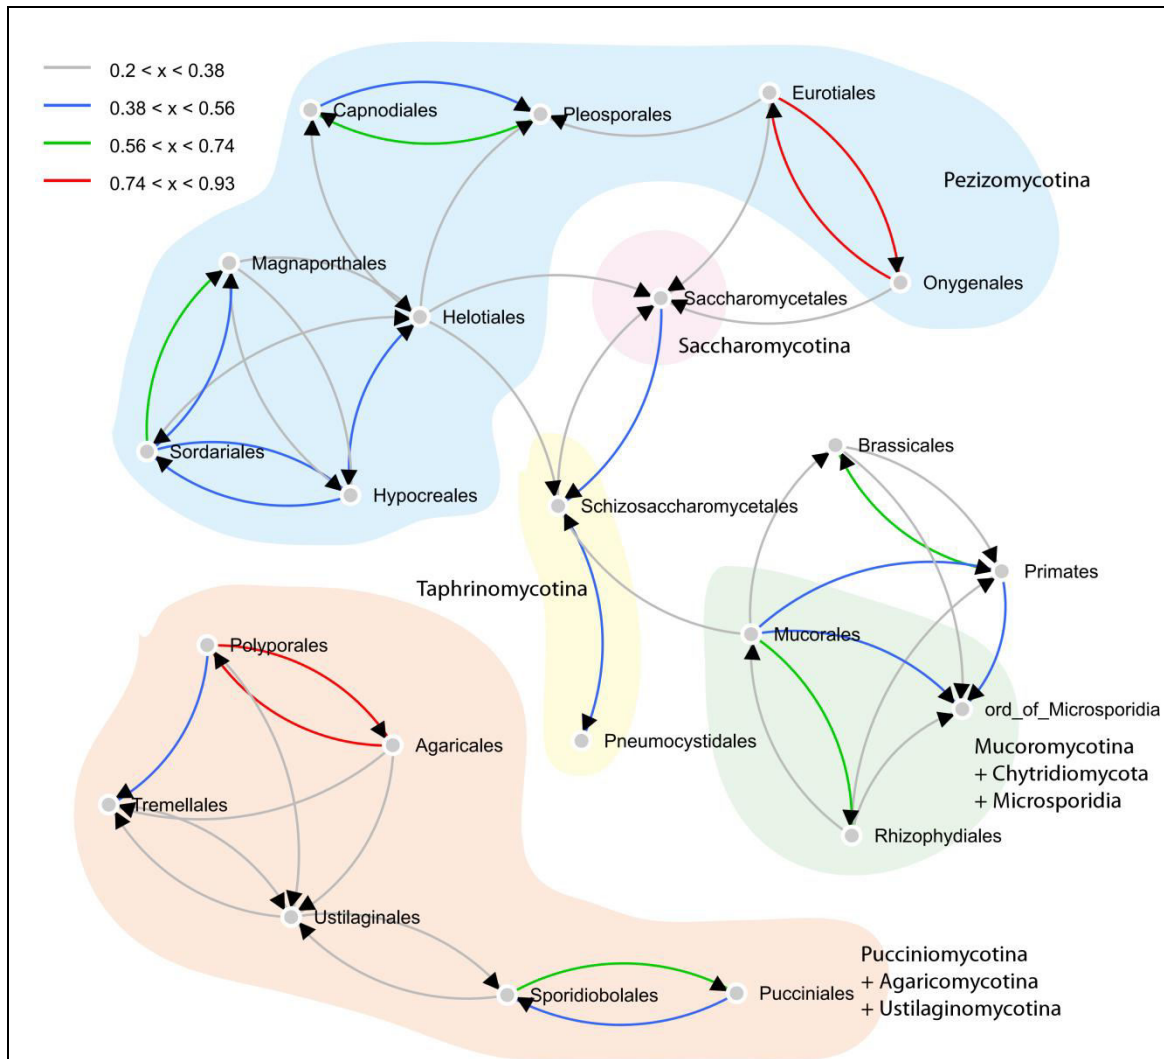 0.2 < x < 0.38
0.38 < x < 0.56
0.56 < x < 0.74
0.74 < x < 0.93
Capnodiales
Pleosporales
Eurotiales
Pezizomycotina
Magnaporthales
Helotiales
Saccharomycetales
Onygenales
Saccharomycotina
Sordariales
Hypocreales
Schizosaccharomycetales
Brassicales
Taphrinomycotina
Primates
Mucorales
Polyporales
Agaricales
Pneumocystidales
ord_of_Microsporidia
Mucoromycotina
+ Chytridiomycota
+ Microsporidia
Tremellales
Rhizophydiales
Ustilaginales
Sporidiobolales
Pucciniales
Pucciniomycotina
+ Agaricomycotina
+ Ustilaginomycotina